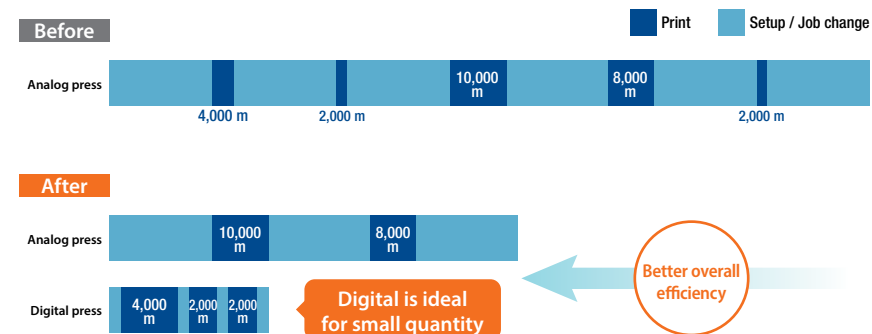 Before
Print
Setup / Job change
Analog press
10,000
m
8,000
m
4,000 m
2,000 m
2,000 m
After
Analog press
10,000
m
8,000
m
Better overall
efficiency
Digital press
4,000
m
2,000
m
2,000
m
Digital is ideal
for small quantity